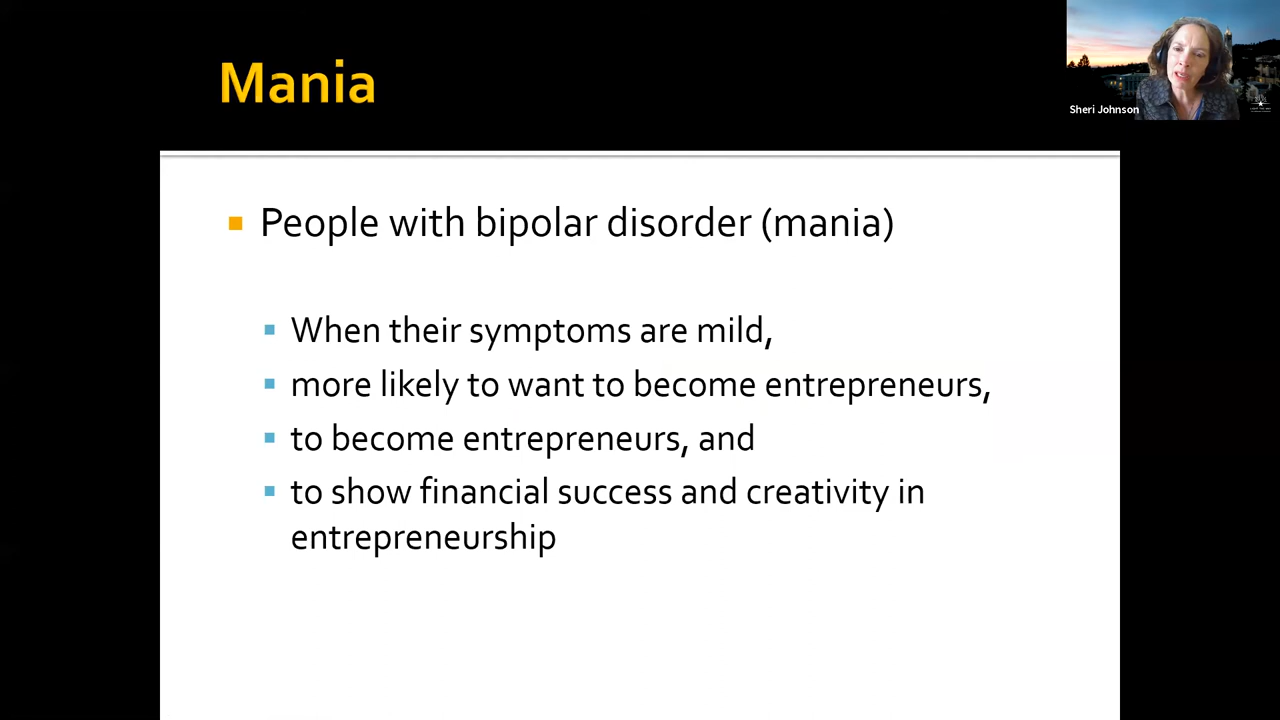 Mania
Sheri Johnson
People with bipolar disorder (mania)
When their symptoms are mild,
more likely to want to become entrepreneurs,
to become entrepreneurs, and
to show financial success and creativity in
entrepreneurship